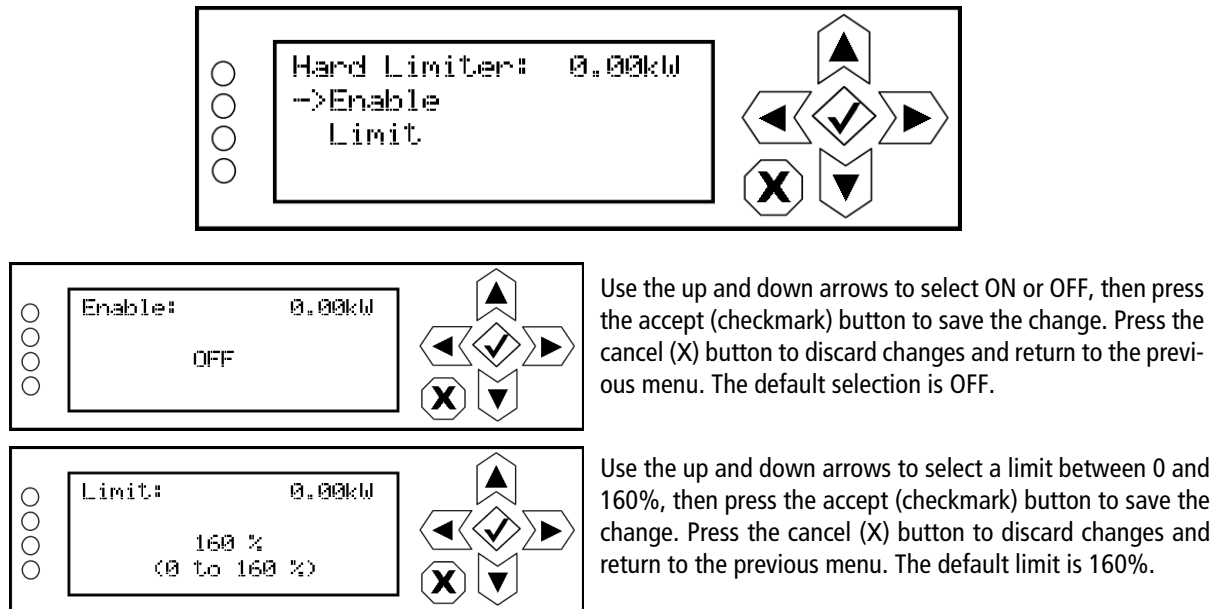 Hard Limiter: 0.00kW
->Enable
Limit
X
Enable: 0.00kW
OFF
X
Use the up and down arrows to select ON or OFF, then press
the accept (checkmark) button to save the change. Press the
cancel (X) button to discard changes and return to the previ-
ous menu. The default selection is OFF.
Limit: 0.00kW
160 %
(0 to 160 %)
X
Use the up and down arrows to select a limit between 0 and
160%, then press the accept (checkmark) button to save the
change. Press the cancel (X) button to discard changes and
return to the previous menu. The default limit is 160%.